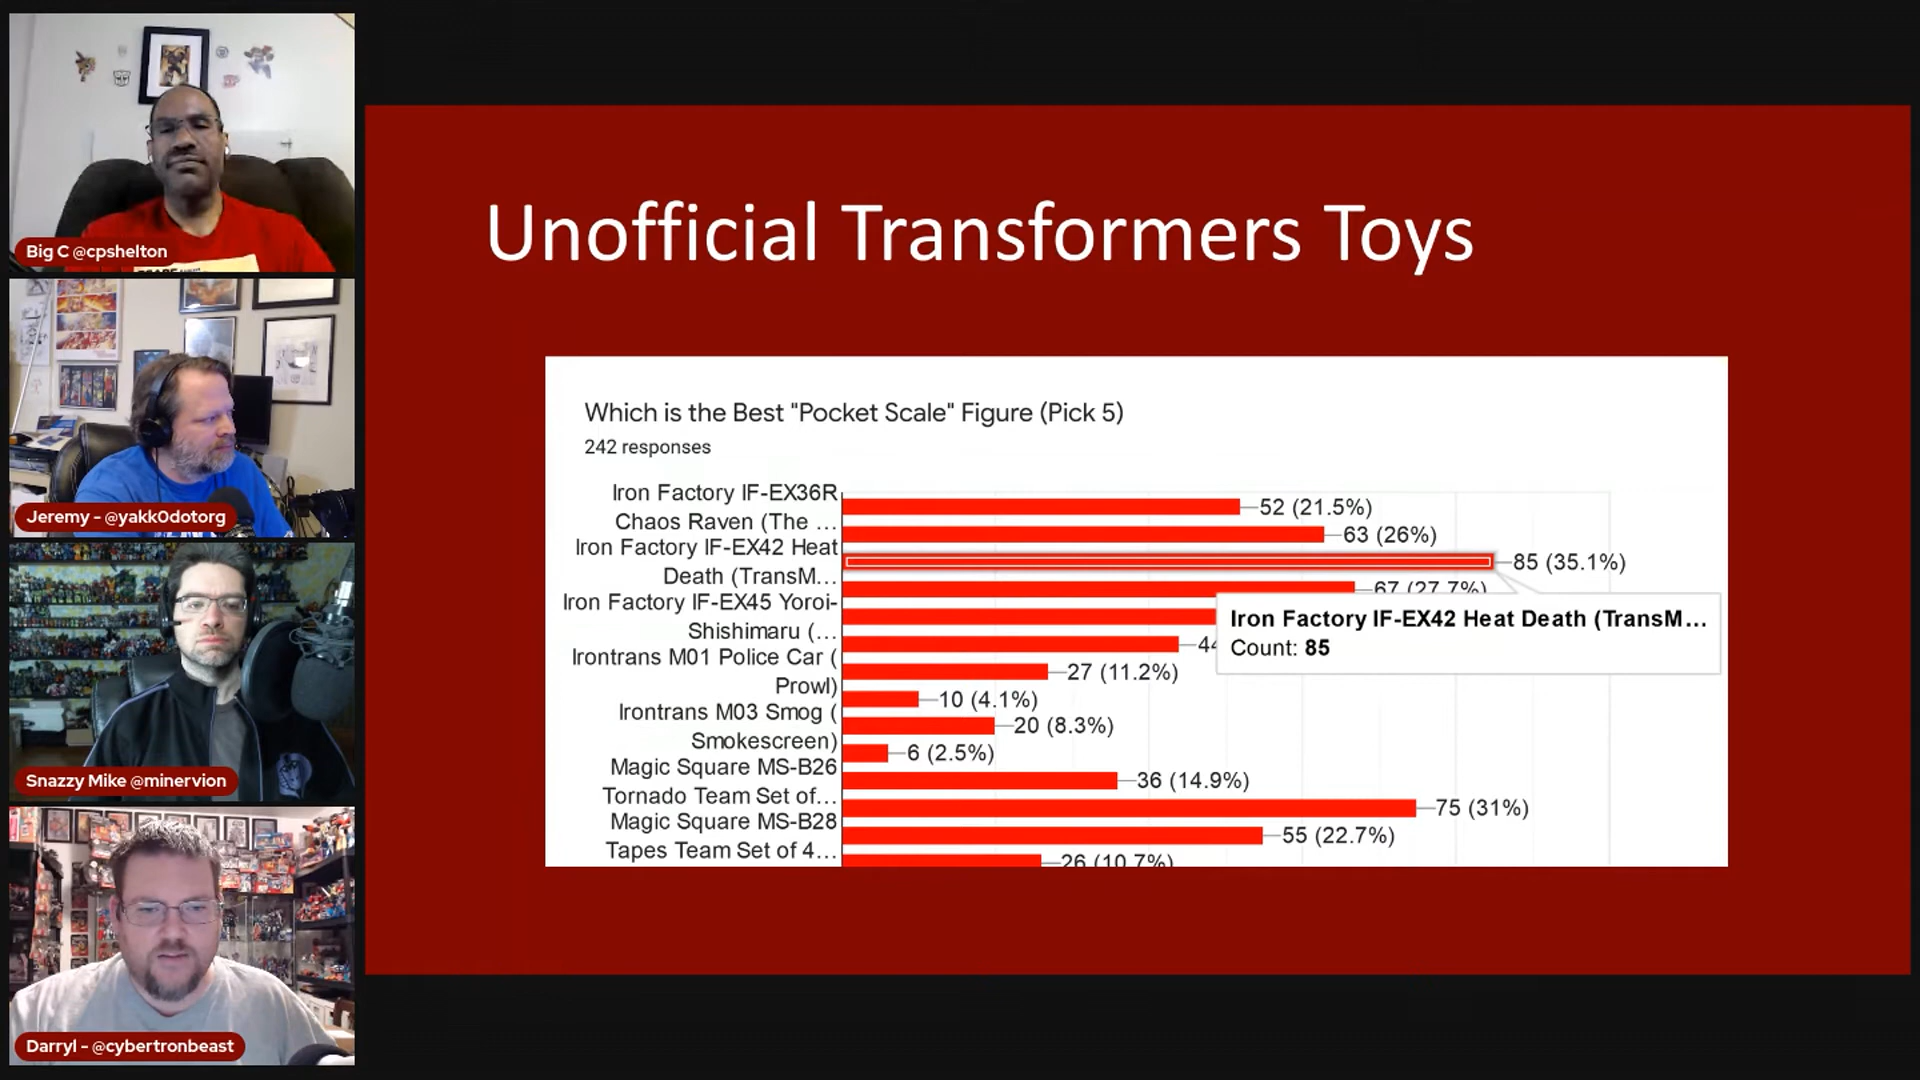 Big C @cpshelton
Jeremy - @yakk0dotorg
Snazzy Mike @minervion
Darryl - @cybertronbeast
Unofficial Transformers Toys
Which is the Best "Pocket Scale" Figure (Pick 5)
242 responses
Iron Factory IF-EX36R
Chaos Raven (The ...
Iron Factory IF-EX42 Heat
Death (TransM...
Iron Factory IF-EX45 Yoroi-
Shishimaru (...
Irontrans M01 Police Car (
Prowl)
Irontrans M03 Smog (
Smokescreen)
Magic Square MS-B26
Tornado Team Set of...
Magic Square MS-B28
Tapes Team Set of 4...
52 (21.5%)
63 (26%)
85 (35.1%)
67 (27.7%)
Iron Factory IF-EX42 Heat Death (TransM...
Count: 85
44
27 (11.2%)
10 (4.1%)
20 (8.3%)
6 (2.5%)
36 (14.9%)
75 (31%)
55 (22.7%)
26 (10.7%)